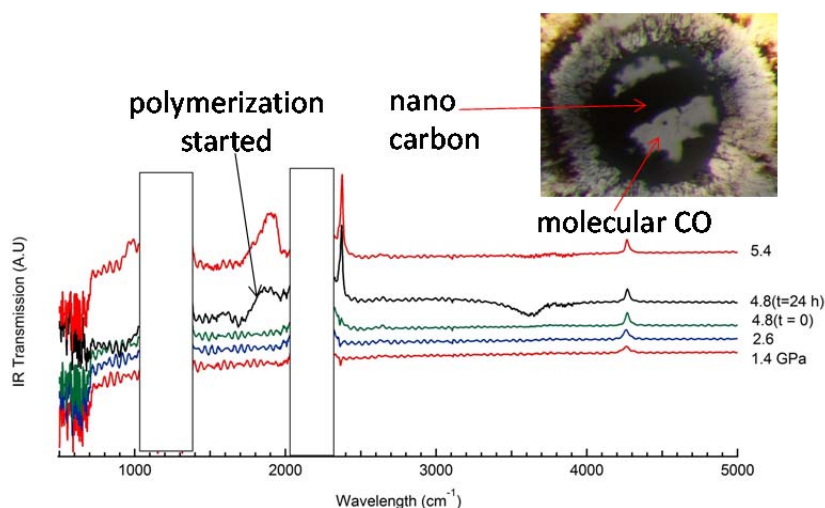 polymerization
started
nano
carbon
molecular CO
5.4
4.8(t=24 h)
4.8(t = 0)
2.6
1.4 GPa
IR Transmission (A.U)
1000
2000
3000
4000
5000
Wavelength (cm-1)